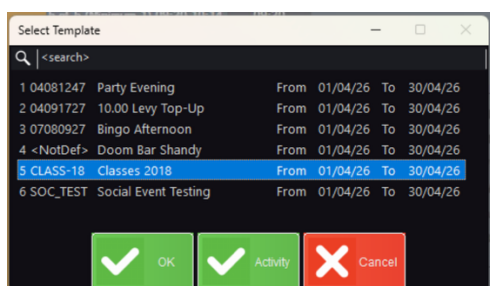 Select Template
<search>
1 04081247 Party Evening From 01/04/26 To 30/04/26
2 04091727 10.00 Levy Top-Up From 01/04/26 To 30/04/26
3 07080927 Bingo Afternoon From 01/04/26 To 30/04/26
4 <NotDef> Doom Bar Shandy From 01/04/26 To 30/04/26
5 CLASS-18 Classes 2018 From 01/04/26 To 30/04/26
6 SOC_TEST Social Event Testing From 01/04/26 To 30/04/26
OK Activity Cancel